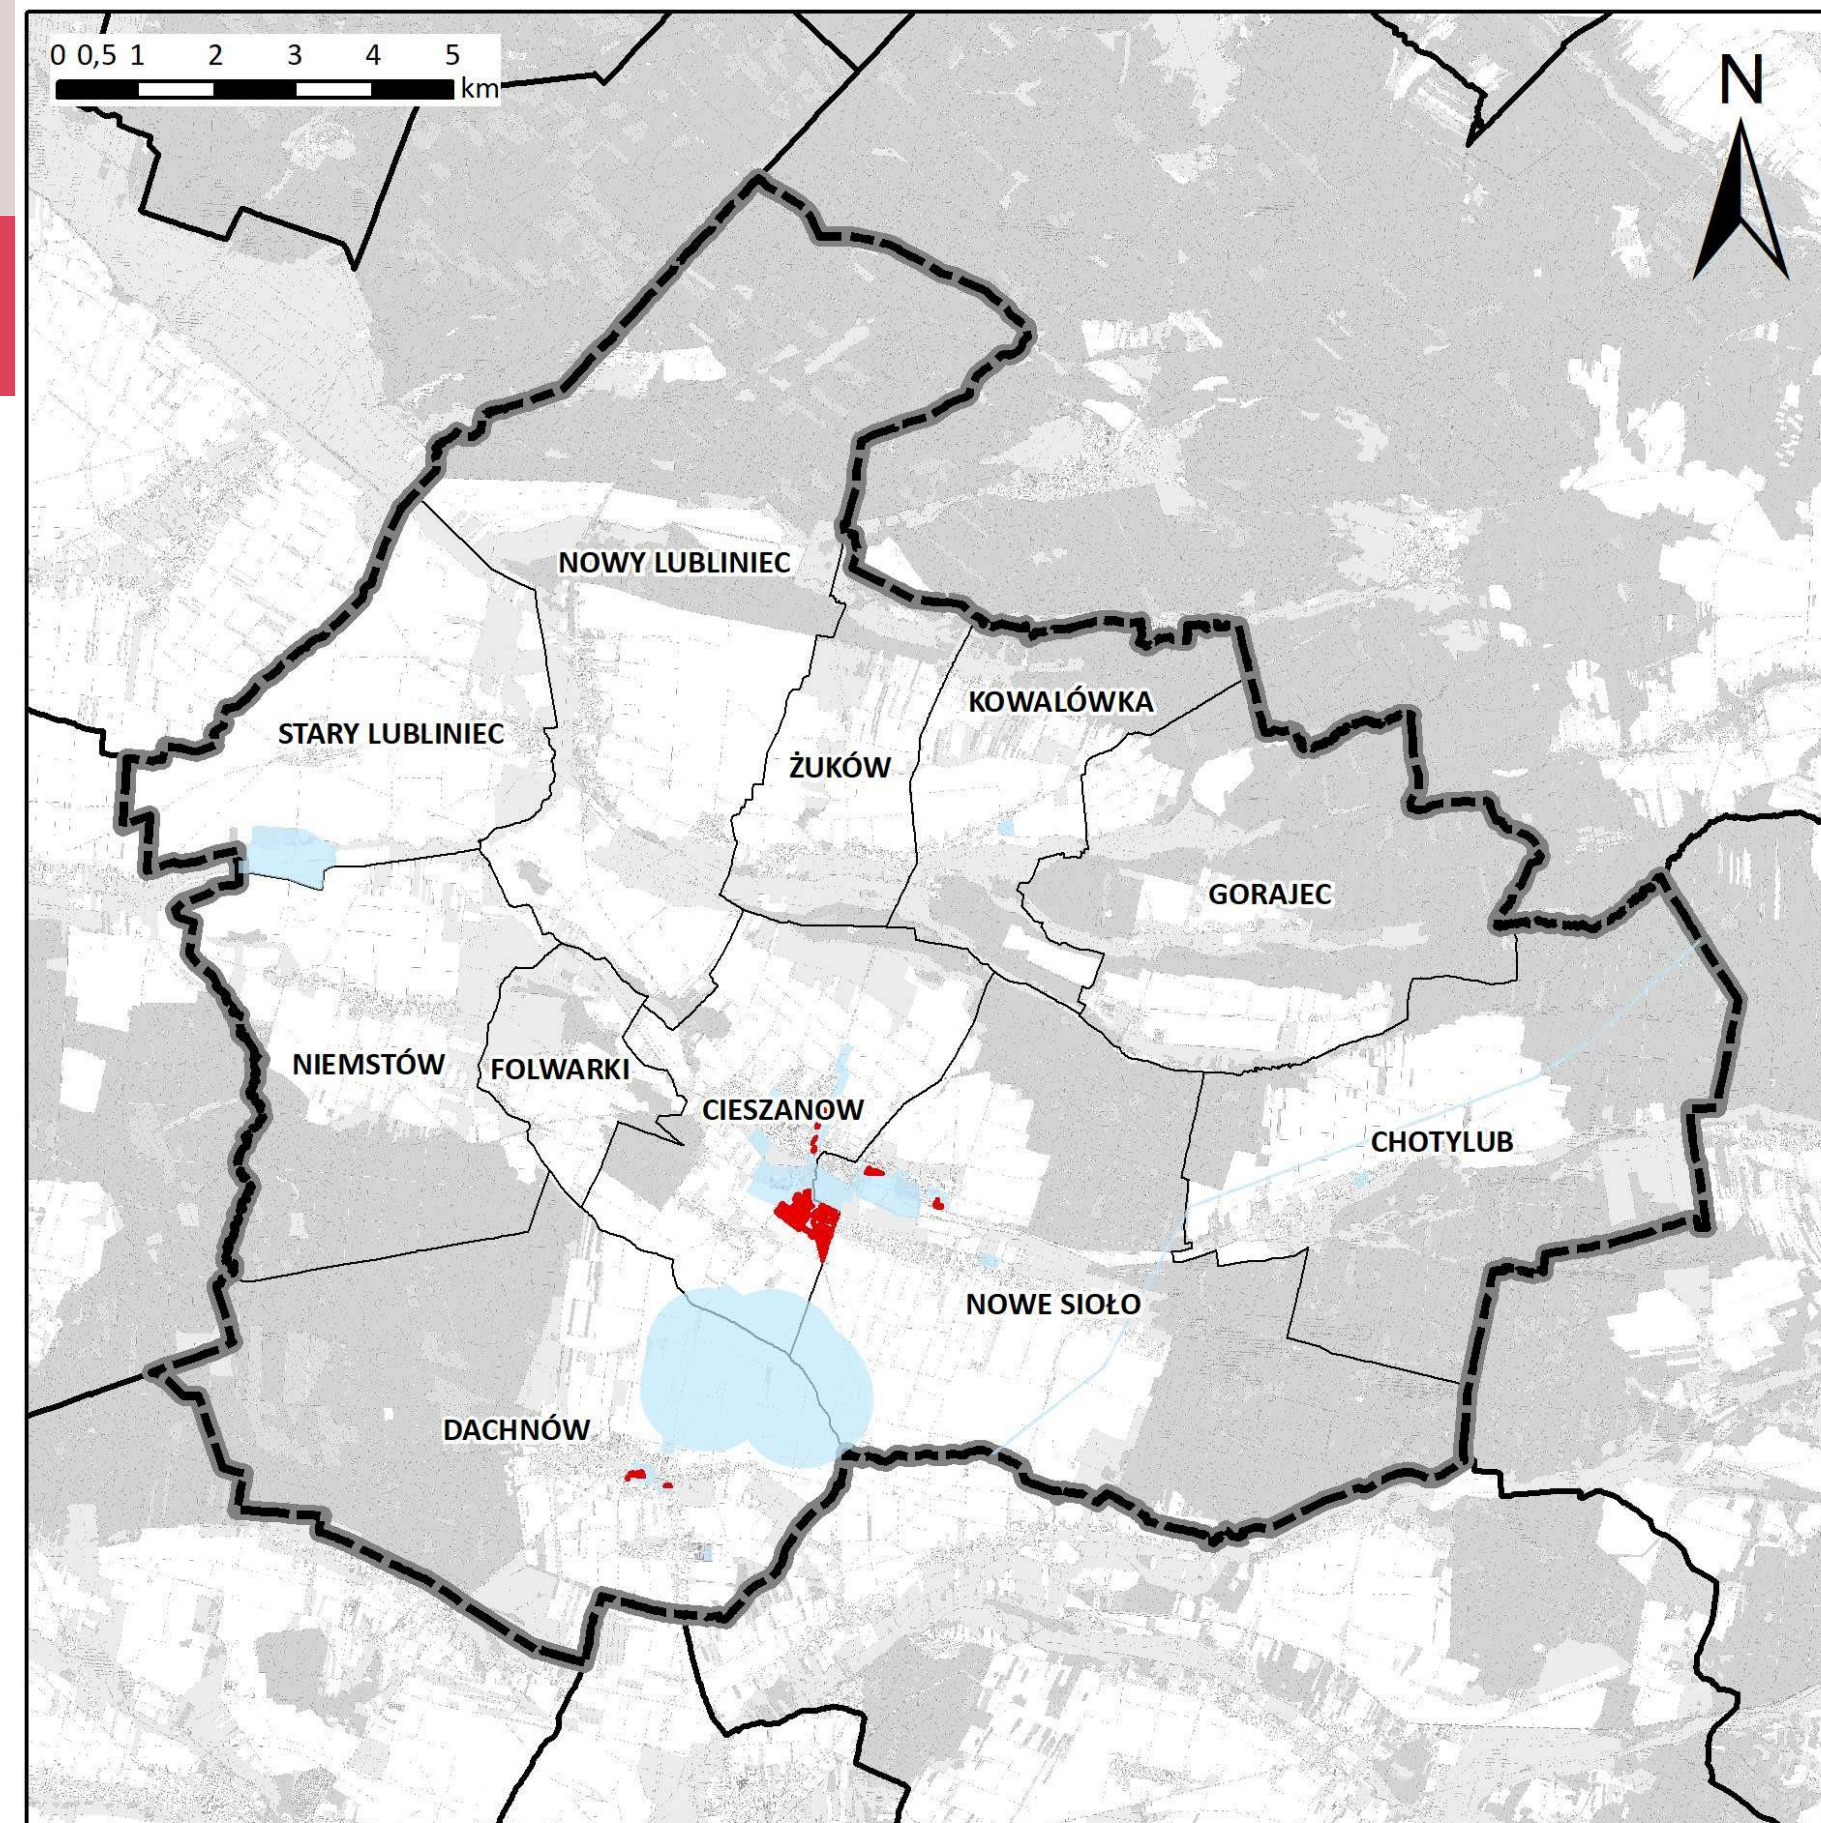 0 0,5 1 2 3 4 5
km
N
NOWY LUBLINIEC
KOWALÓWKA
STARY LUBLINIEC
ŻUKÓW
GORAJEC
NIEMSTÓW
FOLWARKI
CIESZANOW
CHOTYLUB
NOWE SIOŁO
DACHNÓW